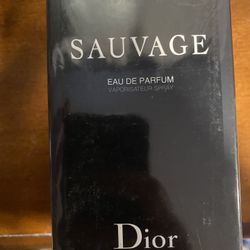 SAUVAGE
EAU DE PARFUM
VAPORISATEUR SPRAY
Dior